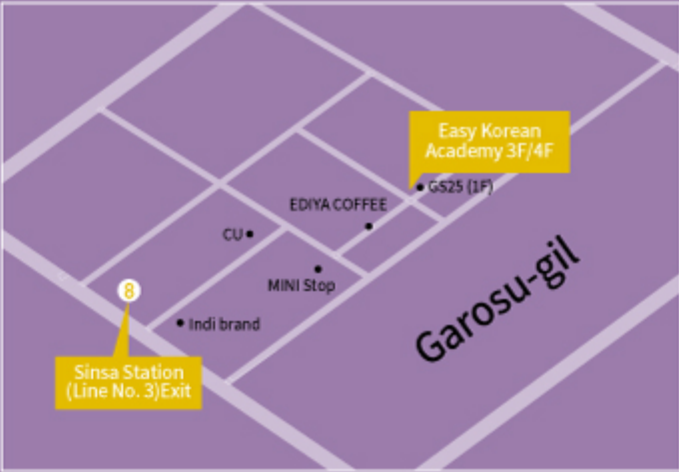 Easy Korean
Academy 3F/4F
GS25 (1F)
EDIYA COFFEE
CU
MINI Stop
Garosu-gil
8
Indi brand
Sinsa Station
(Line No. 3)Exit